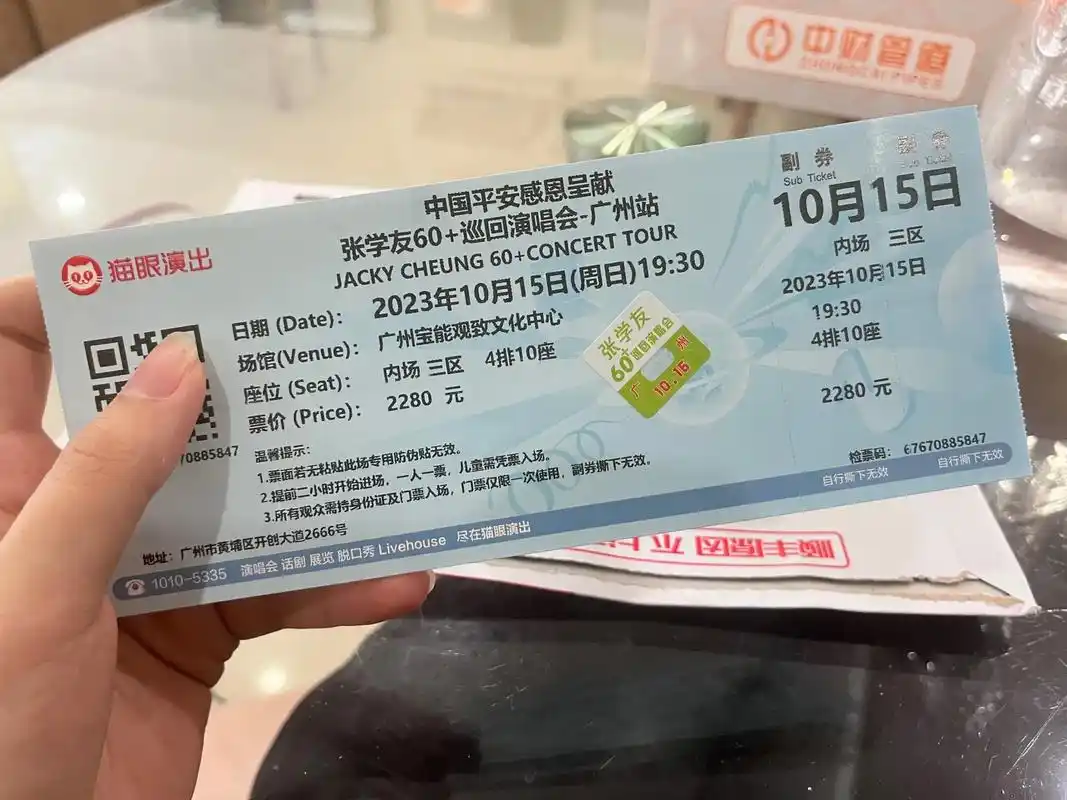 中财管道
副券
Sub Ticket
10月15日
内场 三区
2023年10月15日
19:30
4排10座
2280 元
检票码: 67670885847
自行撕下无效 自行撕下无效
猫眼演出
中国平安感恩呈献
张学友60+巡回演唱会-广州站
JACKY CHEUNG 60+CONCERT TOUR
日期 (Date): 2023年10月15日(周日)19:30
场馆(Venue): 广州宝能观致文化中心
座位 (Seat): 内场 三区 4排10座
票价 (Price): 2280 元
张学友
60+巡回演唱会
广州
10.15
70885847
温馨提示:
1.票面若无粘贴此场专用防伪贴无效。
2.提前二小时开始进场,一人一票,儿童需凭票入场。
3.所有观众需持身份证及门票入场,门票仅限一次使用,副券撕下无效。
地址: 广州市黄埔区开创大道2666号
1010-5335 演唱会 话剧 展览 脱口秀 Livehouse 尽在猫眼演出